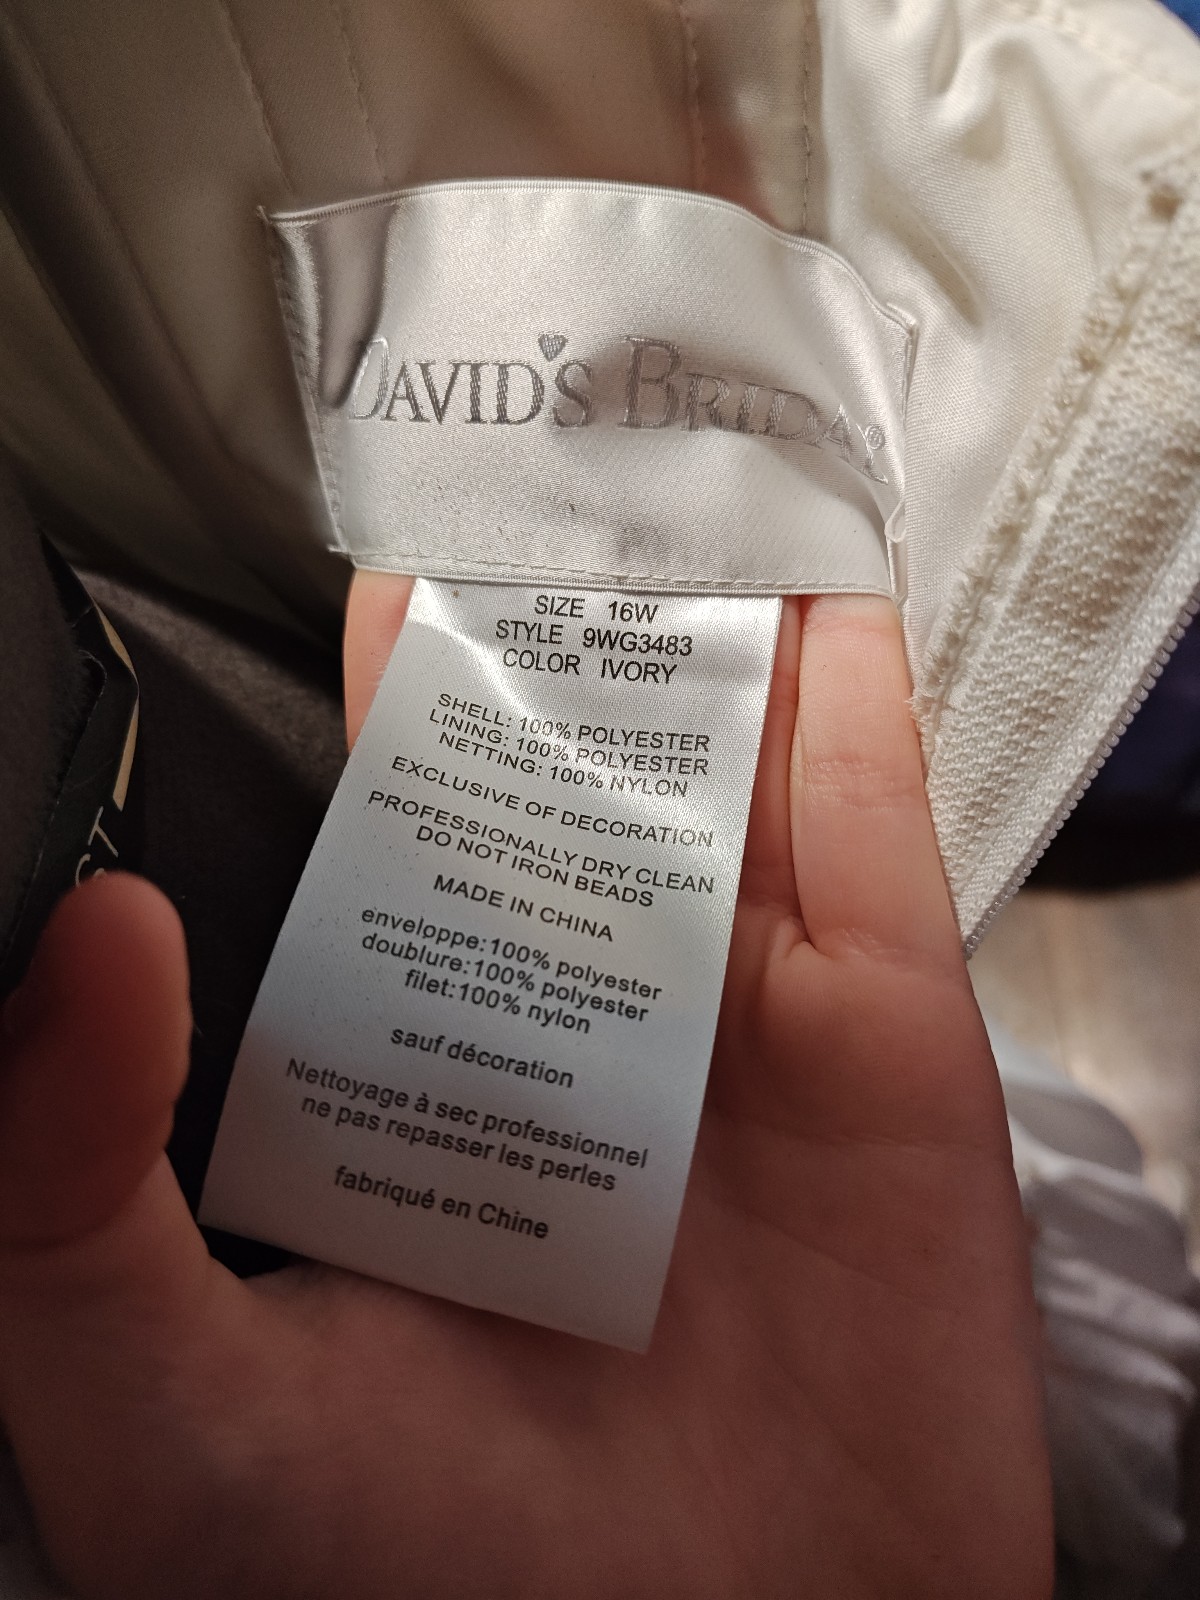 DAVID'S BRIDAL®
SIZE 16W
STYLE 9WG3483
COLOR IVORY
SHELL: 100% POLYESTER
LINING: 100% POLYESTER
NETTING: 100% NYLON
EXCLUSIVE OF DECORATION
PROFESSIONALLY DRY CLEAN
DO NOT IRON BEADS
MADE IN CHINA
enveloppe:100% polyester
doublure:100% polyester
filet:100% nylon
sauf décoration
Nettoyage à sec professionnel
ne pas repasser les perles
fabriqué en Chine